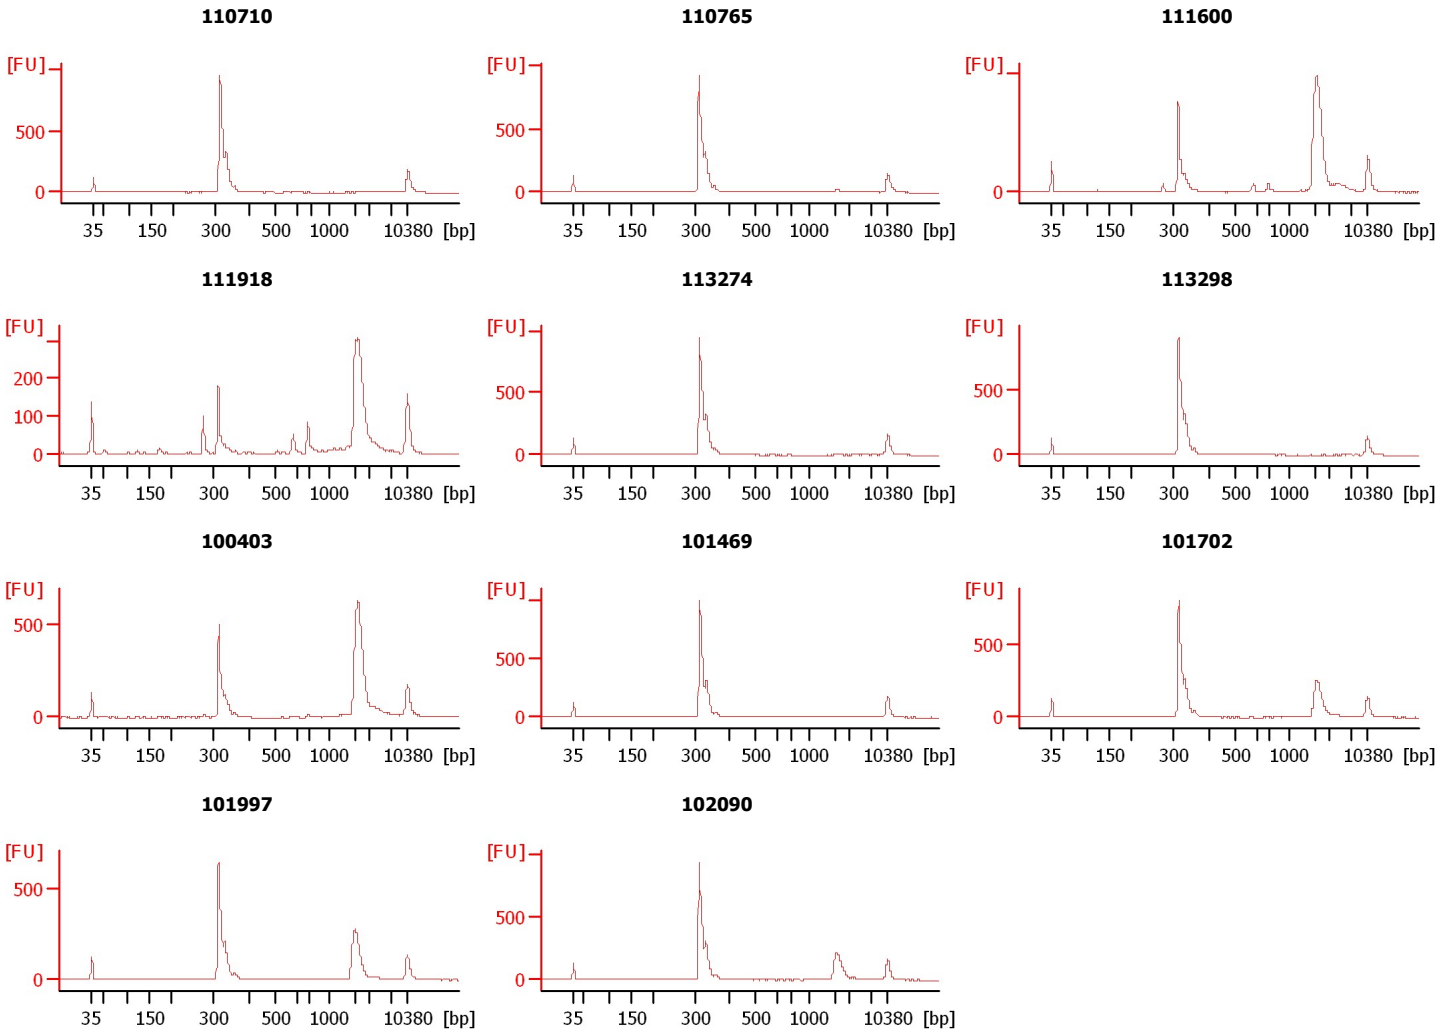 110710 110765 111600
[FU] [FU] [FU]
500 500
0 0 0
35 150 300 500 1000 10380 [bp] 35 150 300 500 1000 10380 [bp] 35 150 300 500 1000 10380 [bp]
111918 113274 113298
[FU] [FU] [FU]
200 500 500
100
0 0 0
35 150 300 500 1000 10380 [bp] 35 150 300 500 1000 10380 [bp] 35 150 300 500 1000 10380 [bp]
100403 101469 101702
[FU] [FU] [FU]
500 500 500
0 0 0
35 150 300 500 1000 10380 [bp] 35 150 300 500 1000 10380 [bp] 35 150 300 500 1000 10380 [bp]
101997 102090
[FU] [FU]
500 500
0 0
35 150 300 500 1000 10380 [bp] 35 150 300 500 1000 10380 [bp]